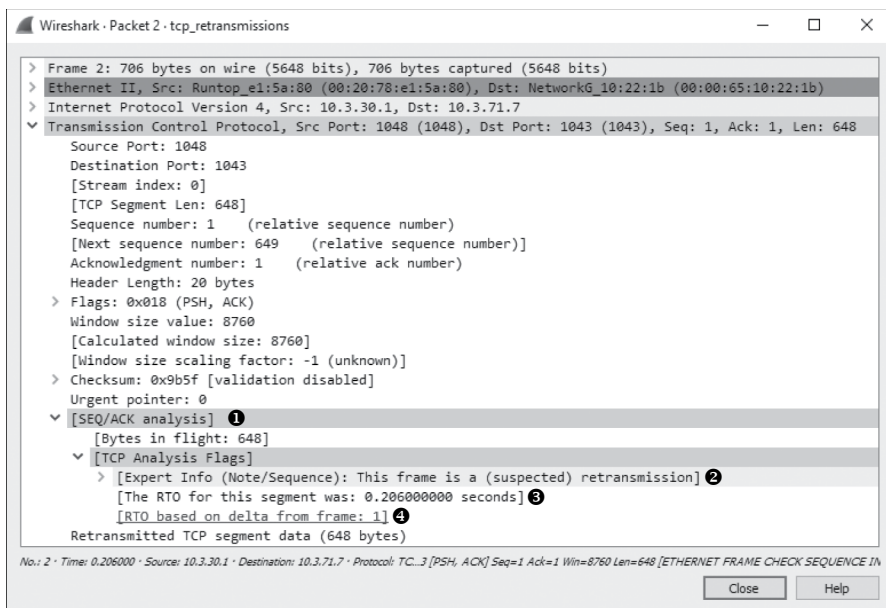 Wireshark · Packet 2 · tcp_retransmissions
> Frame 2: 706 bytes on wire (5648 bits), 706 bytes captured (5648 bits)
> Ethernet II, Src: Runtop_e1:5a:80 (00:20:78:e1:5a:80), Dst: NetworkG_10:22:1b (00:00:65:10:22:1b)
> Internet Protocol Version 4, Src: 10.3.30.1, Dst: 10.3.71.7
Transmission Control Protocol, Src Port: 1048 (1048), Dst Port: 1043 (1043), Seq: 1, Ack: 1, Len: 648
Source Port: 1048
Destination Port: 1043
[Stream index: 0]
[TCP Segment Len: 648]
Sequence number: 1 (relative sequence number)
[Next sequence number: 649 (relative sequence number)]
Acknowledgment number: 1 (relative ack number)
Header Length: 20 bytes
> Flags: 0x018 (PSH, ACK)
Window size value: 8760
[Calculated window size: 8760]
[Window size scaling factor: -1 (unknown)]
> Checksum: 0x9b5f [validation disabled]
Urgent pointer: 0
[SEQ/ACK analysis] ❶
[Bytes in flight: 648]
[TCP Analysis Flags]
> [Expert Info (Note/Sequence): This frame is a (suspected) retransmission] ❷
[The RTO for this segment was: 0.206000000 seconds] ❸
[RTO based on delta from frame: 1] ❹
Retransmitted TCP segment data (648 bytes)
No.: 2 · Time: 0.206000 · Source: 10.3.30.1 · Destination: 10.3.71.7 · Protocol: TC...3 [PSH, ACK] Seq=1 Ack=1 Win=8760 Len=648 [ETHERNET FRAME CHECK SEQUENCE IN
Close Help